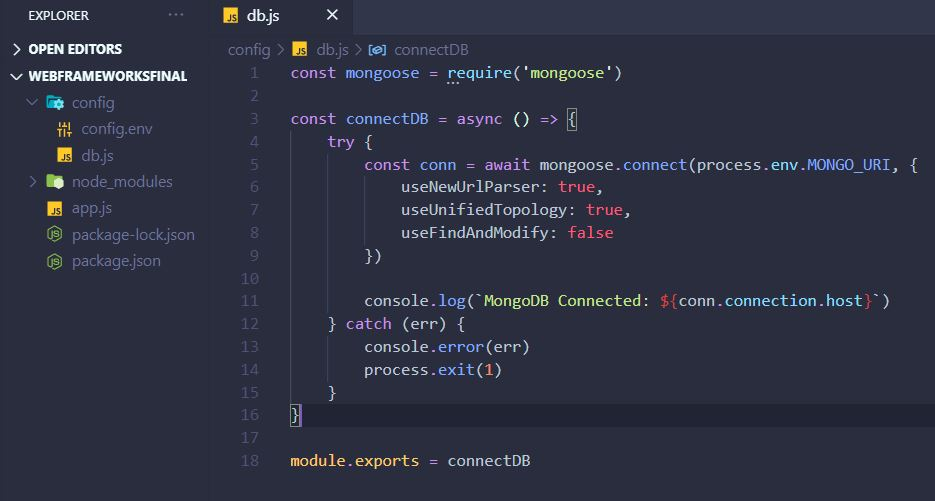 EXPLORER
···
OPEN EDITORS
WEBFRAMEWORKSFINAL
config
config.env
JS db.js
node_modules
JS app.js
JS package-lock.json
JS package.json
JS db.js ×
config > JS db.js > connectDB
1 const mongoose = require('mongoose')
2
3 const connectDB = async () => {
4     try {
5         const conn = await mongoose.connect(process.env.MONGO_URI, {
6             useNewUrlParser: true,
7             useUnifiedTopology: true,
8             useFindAndModify: false
9         })
10
11         console.log(`MongoDB Connected: ${conn.connection.host}`)
12     } catch (err) {
13         console.error(err)
14         process.exit(1)
15     }
16 }
17
18 module.exports = connectDB